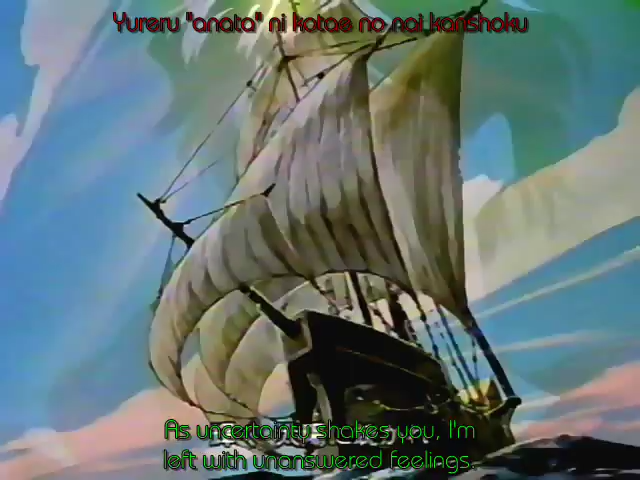 Yureru "anata" ni kotae no nai kanshoku
As uncertainty shakes you, I'm
left with unanswered feelings.